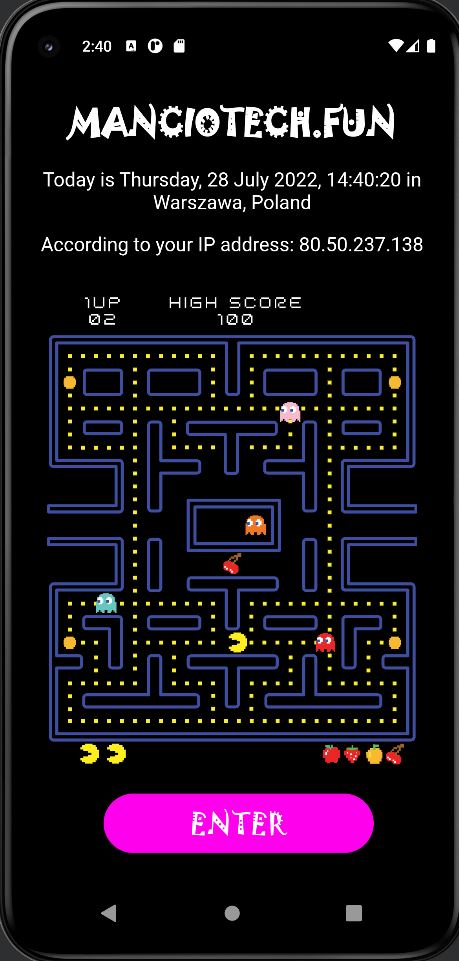 2:40
MANCIOTECH.FUN
Today is Thursday, 28 July 2022, 14:40:20 in
Warszawa, Poland
According to your IP address: 80.50.237.138
1UP HIGH SCORE
02 100
ENTER